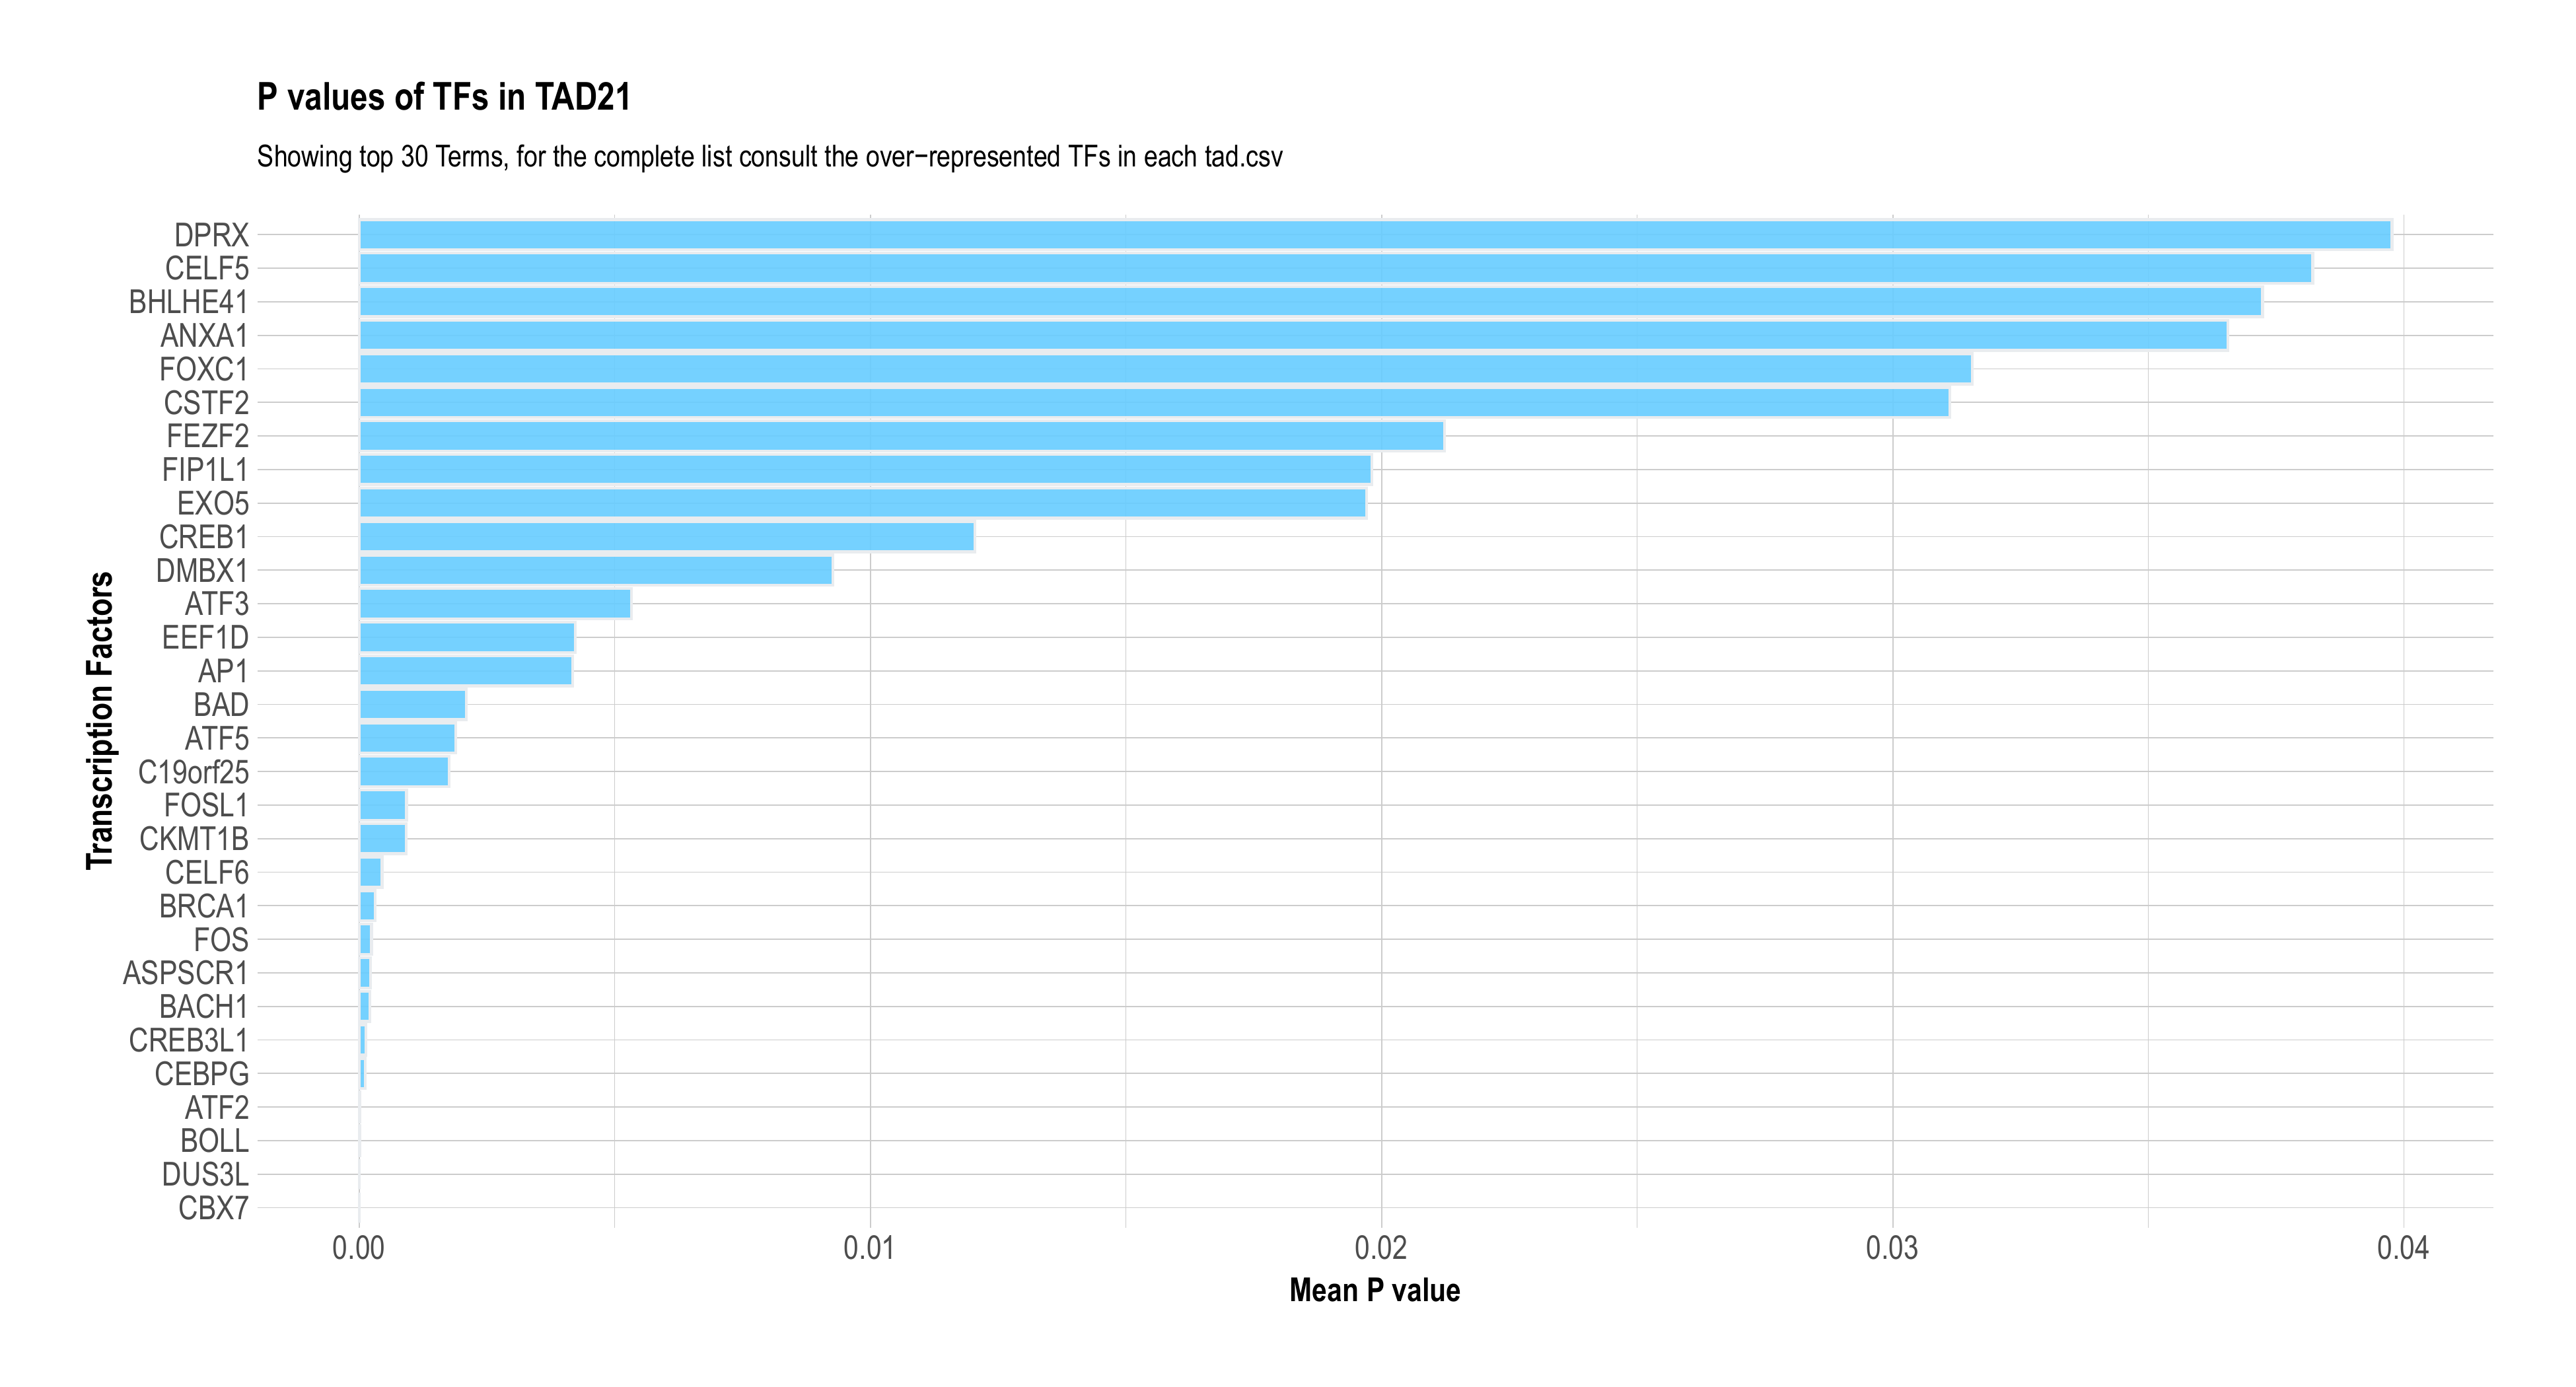 P values of TFs in TAD21
Showing top 30 Terms, for the complete list consult the over−represented TFs in each tad.csv
Transcription Factors
DPRX
CELF5
BHLHE41
ANXA1
FOXC1
CSTF2
FEZF2
FIP1L1
EXO5
CREB1
DMBX1
ATF3
EEF1D
AP1
BAD
ATF5
C19orf25
FOSL1
CKMT1B
CELF6
BRCA1
FOS
ASPSCR1
BACH1
CREB3L1
CEBPG
ATF2
BOLL
DUS3L
CBX7
0.00 0.01 0.02 0.03 0.04
Mean P value